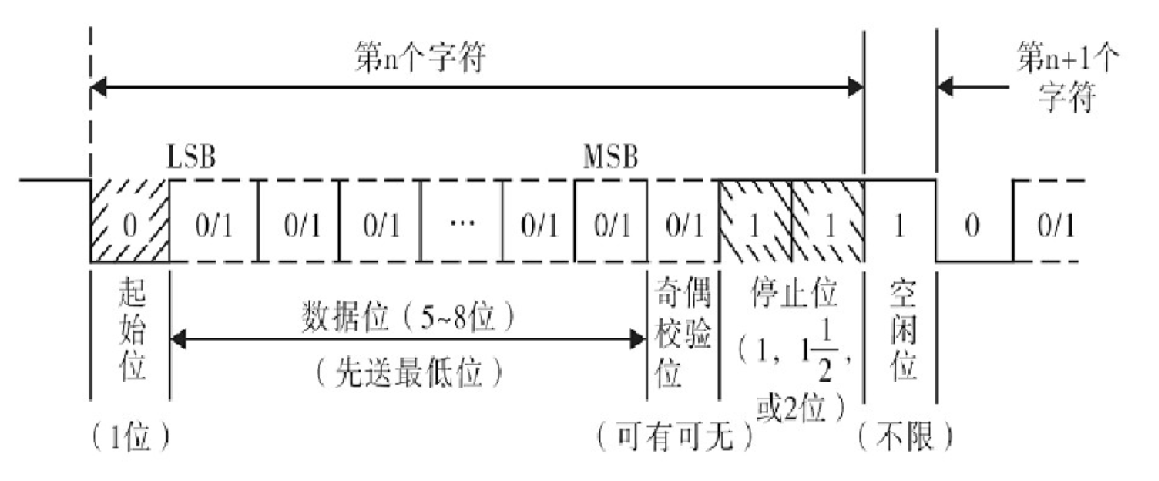 第n个字符
第n+1个
字符
LSB
MSB
0 0/1 0/1 0/1 … 0/1 0/1 0/1 1 1 1 0 0/1
起始位
数据位（5~8位）
（先送最低位）
奇偶
校验
位
停止位
（1，1 1/2，
或2位）
空闲位
（1位）
（可有可无）
（不限）